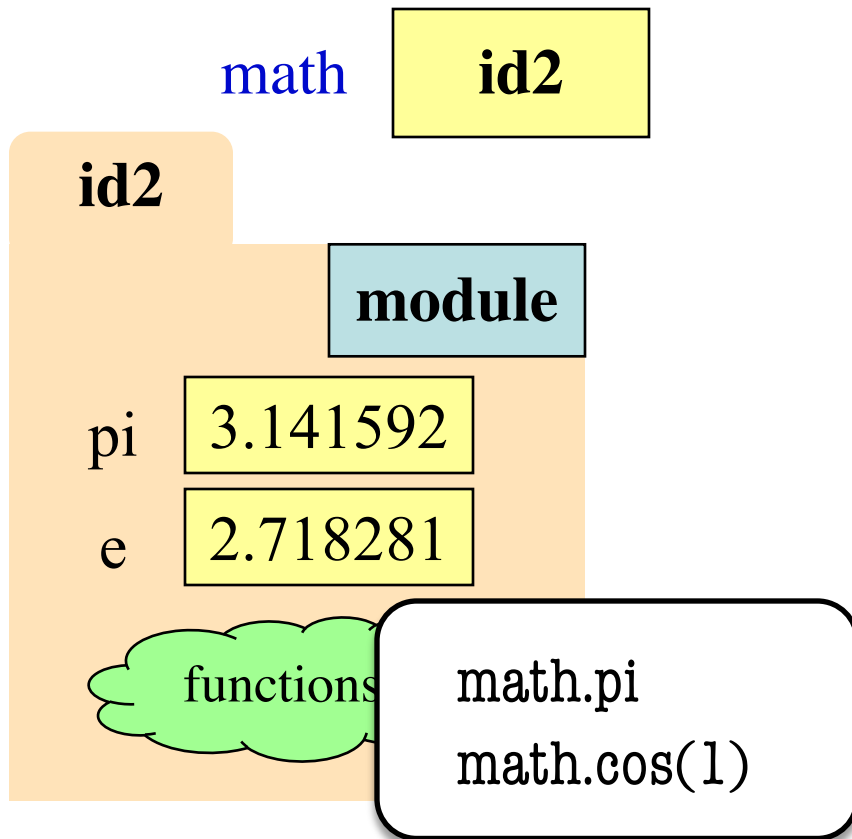 math id2
id2
module
pi 3.141592
e 2.718281
functions
math.pi
math.cos(1)